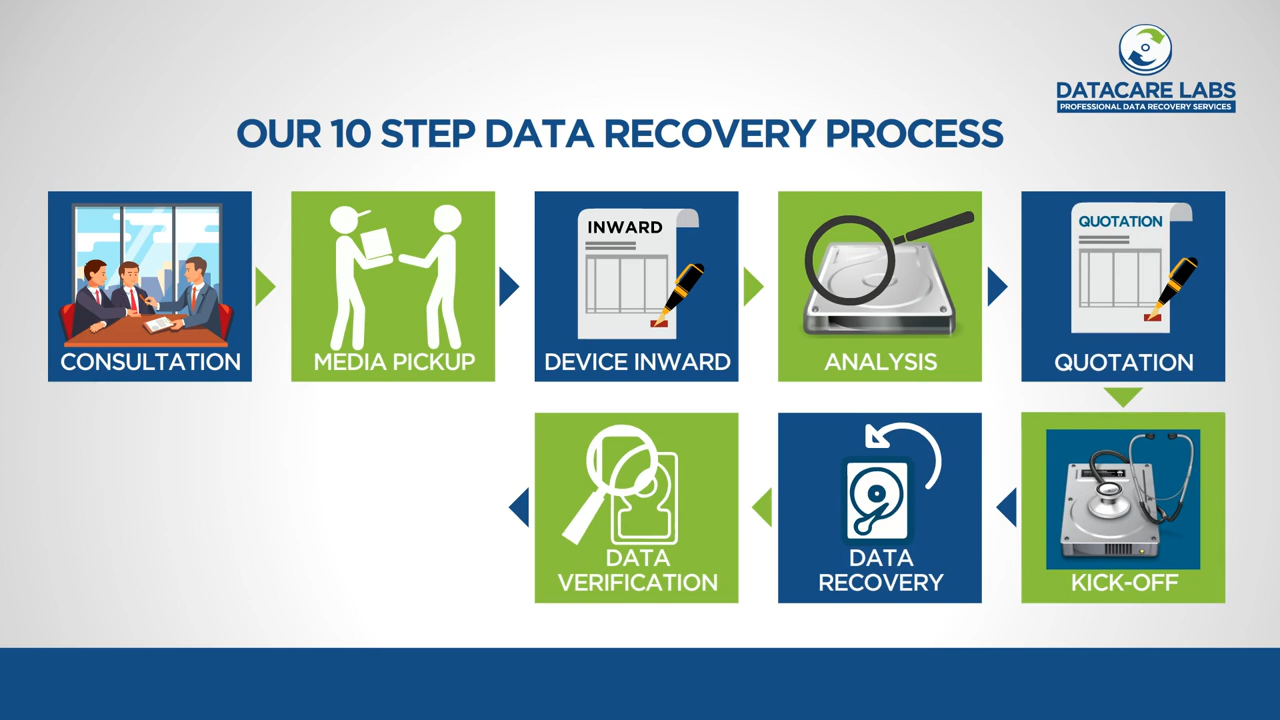 DATACARE LABS
PROFESSIONAL DATA RECOVERY SERVICES
OUR 10 STEP DATA RECOVERY PROCESS
CONSULTATION
MEDIA PICKUP
INWARD
DEVICE INWARD
ANALYSIS
QUOTATION
QUOTATION
KICK-OFF
DATA
RECOVERY
DATA
VERIFICATION